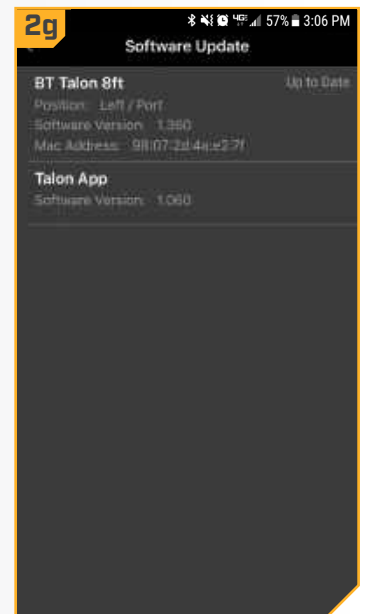 2g
4G 57% 3:06 PM
Software Update
BT Talon 8ft Up to Date
Position: Left / Port
Software Version: 1.360
Mac Address: 98:07:2d:4a:e2:7f
Talon App
Software Version: 1.060